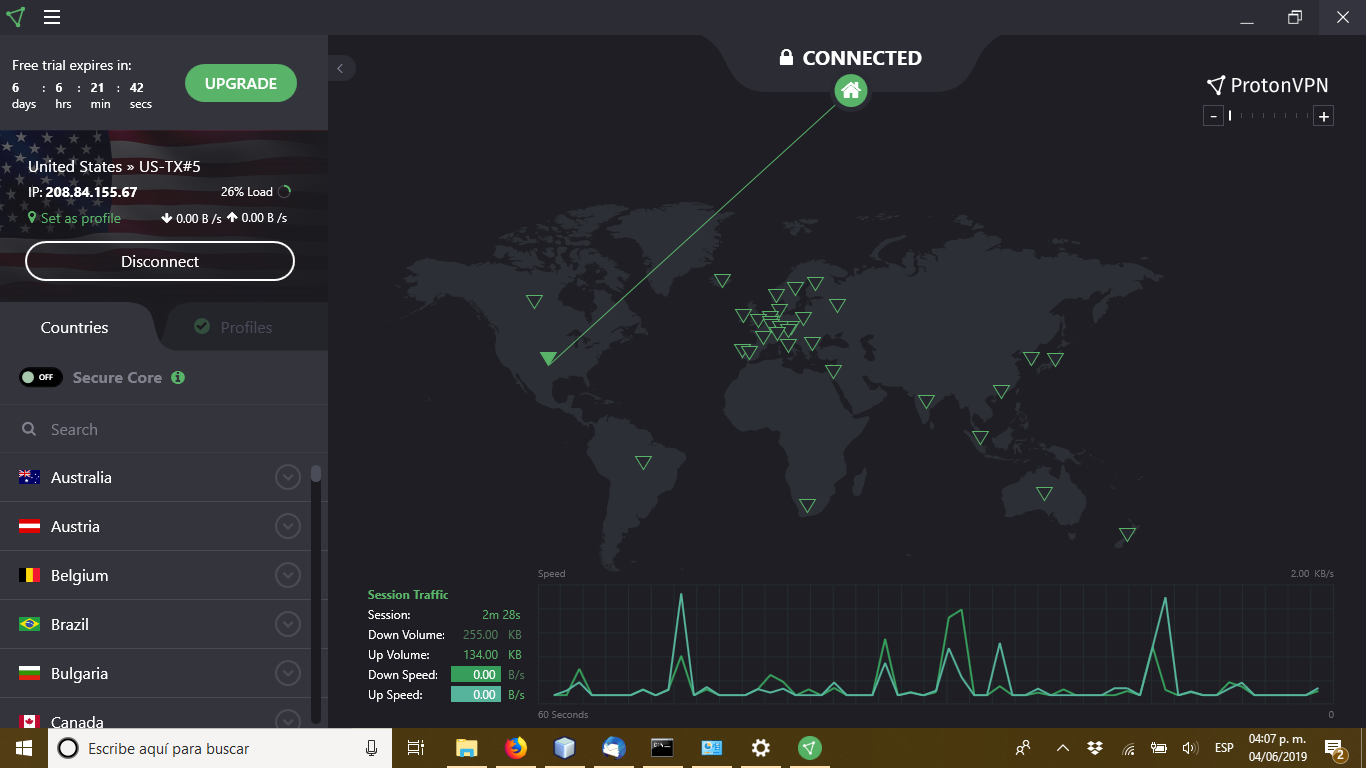 Free trial expires in:
6 : 6 : 21 : 42
days hrs min secs
UPGRADE
United States » US-TX#5
IP: 208.84.155.67 26% Load
Set as profile 0.00 B /s 0.00 B /s
Disconnect
Countries Profiles
OFF Secure Core
Search
Australia
Austria
Belgium
Brazil
Bulgaria
Canada
CONNECTED
ProtonVPN
- +
Session Traffic
Session: 2m 28s
Down Volume: 255.00 KB
Up Volume: 134.00 KB
Down Speed: 0.00 B/s
Up Speed: 0.00 B/s
Speed 2.00 KB/s
60 Seconds 0
Escribe aquí para buscar
ESP
04:07 p. m.
04/06/2019
2